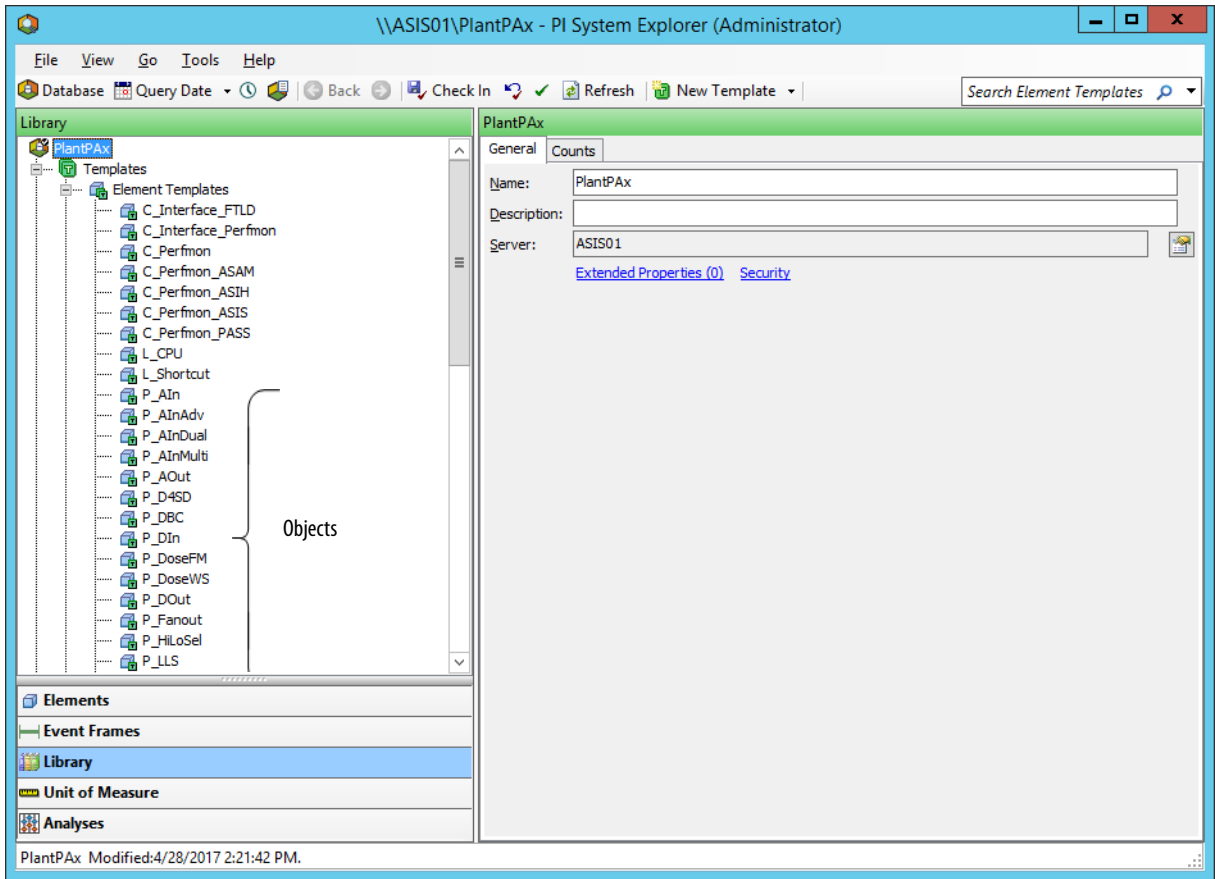 \\ASIS01\PlantPAx - PI System Explorer (Administrator)
File View Go Tools Help
Database Query Date Back Check In Refresh New Template Search Element Templates
Library
PlantPAx
Templates
Element Templates
C_Interface_FTLD
C_Interface_Perfmon
C_Perfmon
C_Perfmon_ASAM
C_Perfmon_ASIH
C_Perfmon_ASIS
C_Perfmon_PASS
L_CPU
L_Shortcut
P_AIn
P_AInAdv
P_AInDual
P_AInMulti
P_AOut
P_D4SD
P_DBC
P_DIn
P_DoseFM
P_DoseWS
P_DOut
P_Fanout
P_HiLoSel
P_LLS
Objects
Elements
Event Frames
Library
Unit of Measure
Analyses
PlantPAx
General Counts
Name: PlantPAx
Description:
Server: ASIS01
Extended Properties (0) Security
PlantPAx Modified:4/28/2017 2:21:42 PM.